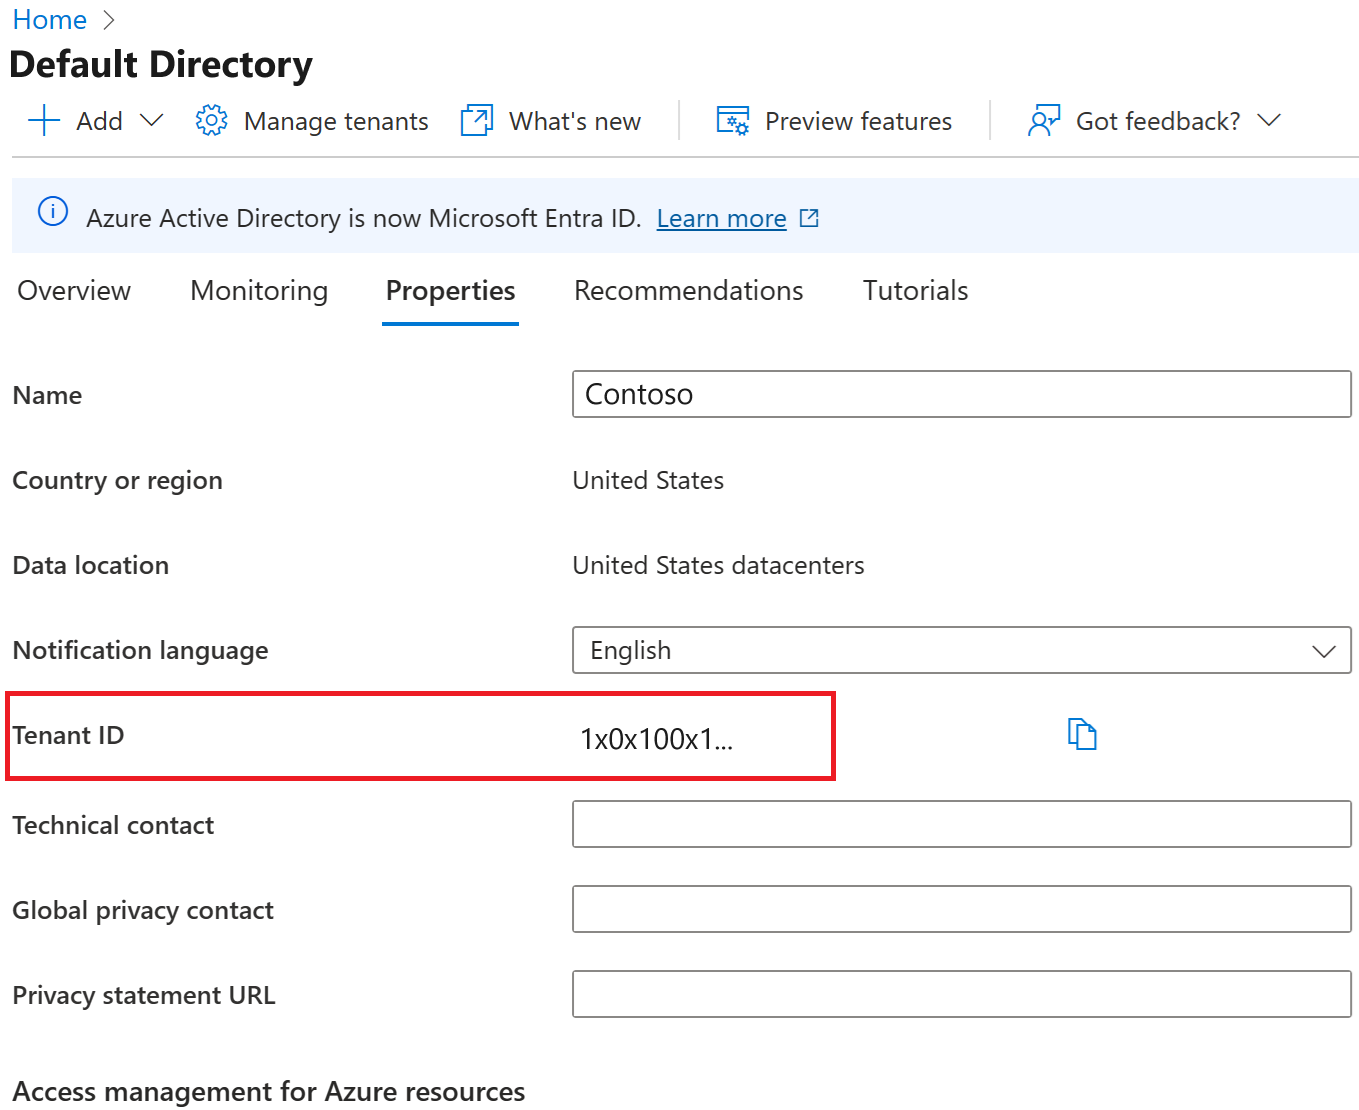 Home
Default Directory
Add Manage tenants What's new Preview features Got feedback?
Azure Active Directory is now Microsoft Entra ID. Learn more
Overview Monitoring Properties Recommendations Tutorials
Name Contoso
Country or region United States
Data location United States datacenters
Notification language English
Tenant ID 1x0x100x1...
Technical contact
Global privacy contact
Privacy statement URL
Access management for Azure resources